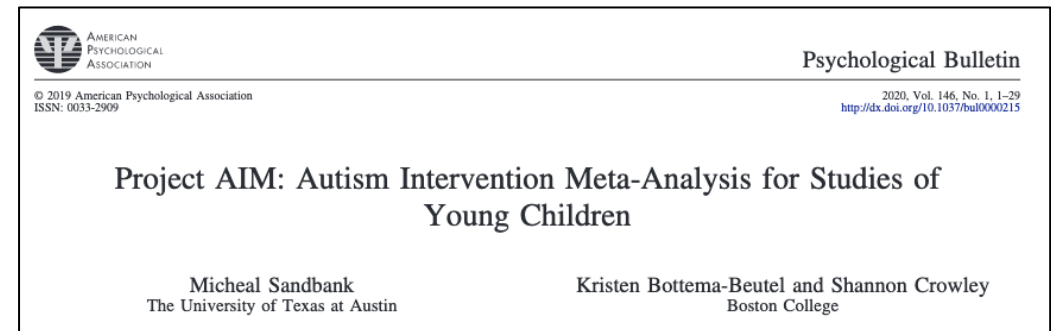 AMERICAN
PSYCHOLOGICAL
ASSOCIATION
Psychological Bulletin
© 2019 American Psychological Association
ISSN: 0033-2909
2020, Vol. 146, No. 1, 1–29
http://dx.doi.org/10.1037/bul0000215
Project AIM: Autism Intervention Meta-Analysis for Studies of
Young Children
Micheal Sandbank
The University of Texas at Austin
Kristen Bottema-Beutel and Shannon Crowley
Boston College